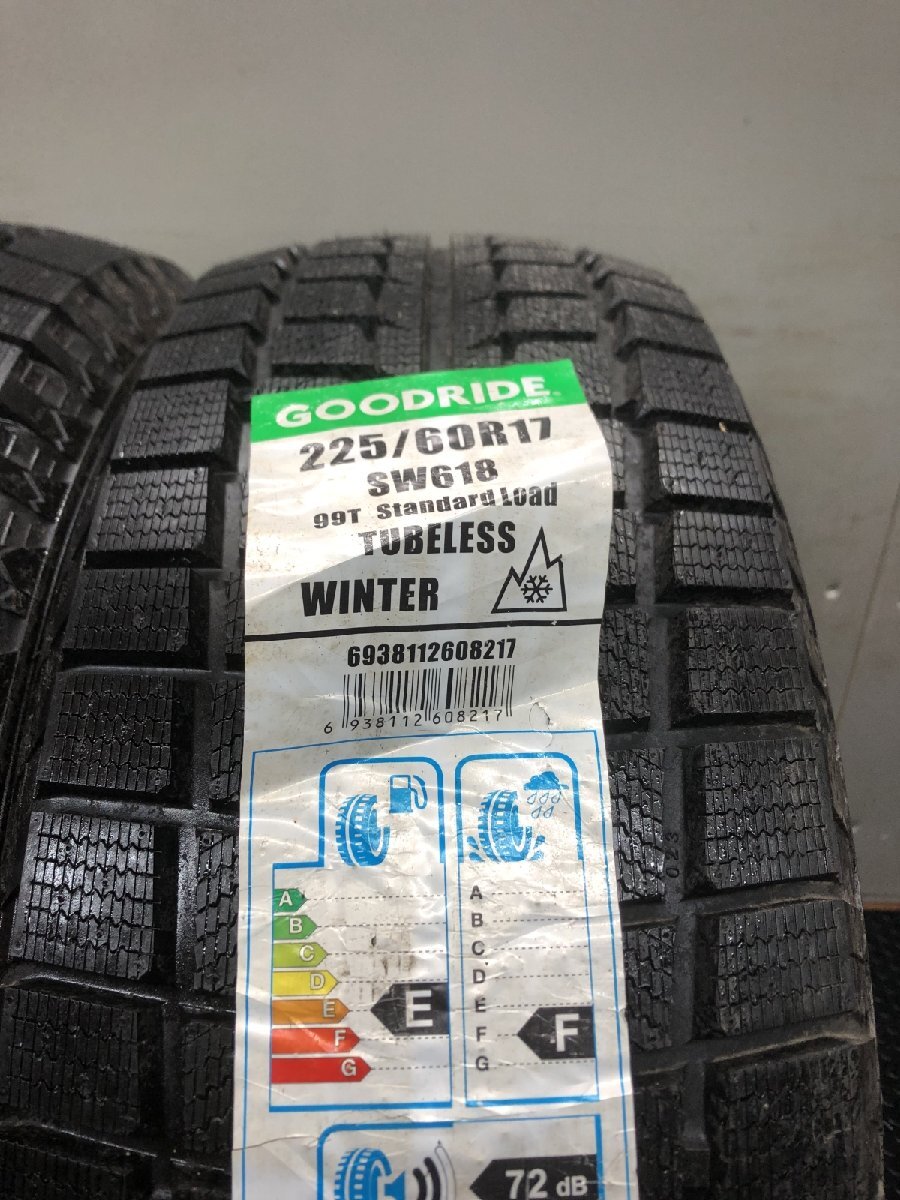 GOODRIDE®
225/60R17
SW618
99T Standard Load
TUBELESS
WINTER
6938112608217
6 938112 608217
A
B
C
D
E
F
G
E
A
B
C
D
E
F
G
F
72 dB